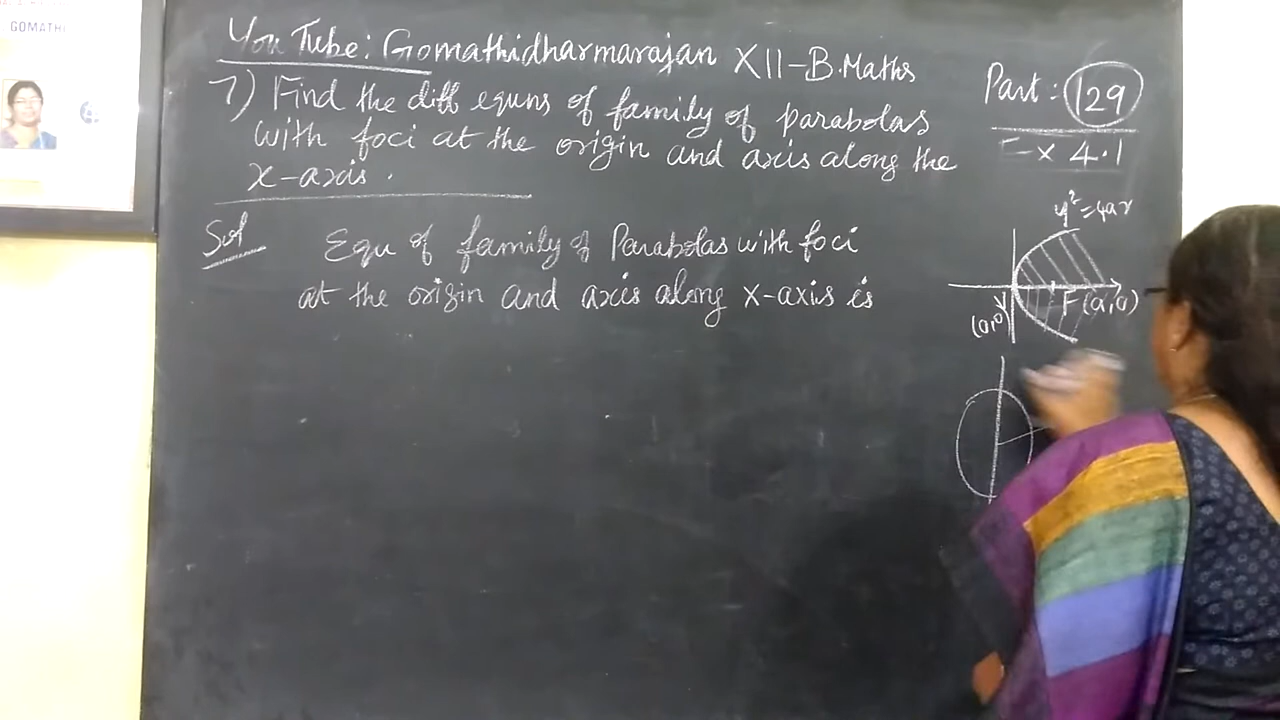 GOMATHI
YouTube: Gomathidharmarajan XII-B.Maths
Part: 129
Ex 4.1
7) Find the diff equns of family of parabolas
with foci at the origin and axis along the
x-axis.
Sol Equ of family of Parabolas with foci
at the origin and axis along x-axis is
y²=4ax
F(a,0)
V
(0,0)